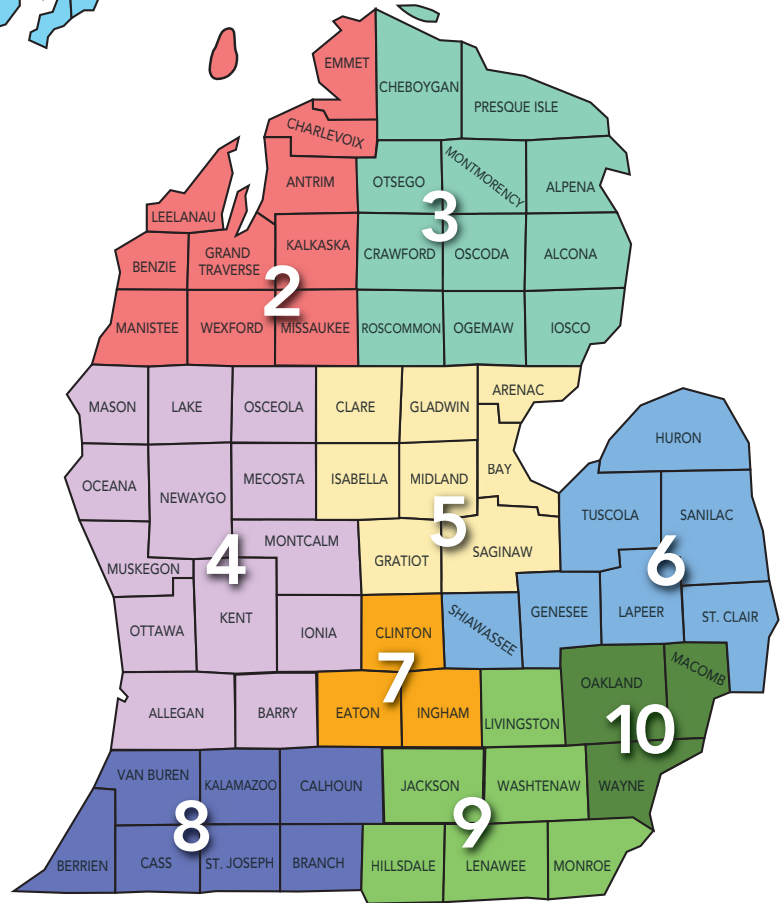 EMMET
CHEBOYGAN
PRESQUE ISLE
CHARLEVOIX
ANTRIM
OTSEGO
MONTMORENCY
ALPENA
LEELANAU
3
KALKASKA
GRAND
TRAVERSE
BENZIE
CRAWFORD
OSCODA
ALCONA
2
MANISTEE
WEXFORD
MISSAUKEE
ROSCOMMON
OGEMAW
IOSCO
ARENAC
MASON
LAKE
OSCEOLA
CLARE
GLADWIN
HURON
BAY
OCEANA
NEWAYGO
MECOSTA
ISABELLA
MIDLAND
TUSCOLA
SANILAC
5
MONTCALM
SAGINAW
GRATIOT
MUSKEGON
4
6
KENT
GENESEE
LAPEER
ST. CLAIR
OTTAWA
IONIA
CLINTON
SHIAWASSEE
7
OAKLAND
MACOMB
ALLEGAN
BARRY
EATON
INGHAM
LIVINGSTON
10
VAN BUREN
KALAMAZOO
CALHOUN
JACKSON
WASHTENAW
WAYNE
8
9
BERRIEN
CASS
ST. JOSEPH
BRANCH
HILLSDALE
LENAWEE
MONROE